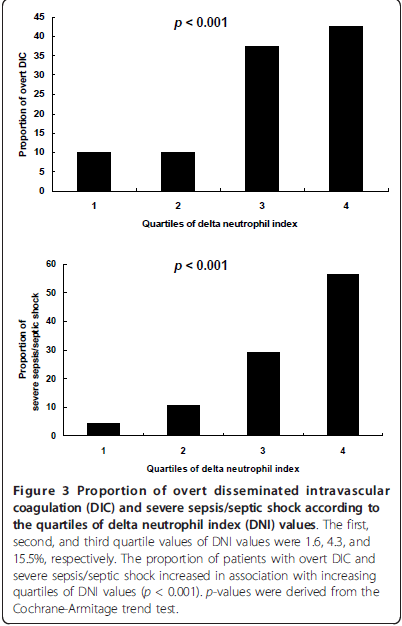 45
40
35
30
25
20
15
10
5
0
Proportion of overt DIC
p < 0.001
1 2 3 4
Quartiles of delta neutrophil index
60
50
40
30
20
10
0
Proportion of
severe sepsis/septic shock
p < 0.001
1 2 3 4
Quartiles of delta neutrophil index
Figure 3 Proportion of overt disseminated intravascular
coagulation (DIC) and severe sepsis/septic shock according to
the quartiles of delta neutrophil index (DNI) values. The first,
second, and third quartile values of DNI values were 1.6, 4.3, and
15.5%, respectively. The proportion of patients with overt DIC and
severe sepsis/septic shock increased in association with increasing
quartiles of DNI values (p < 0.001). p-values were derived from the
Cochrane-Armitage trend test.